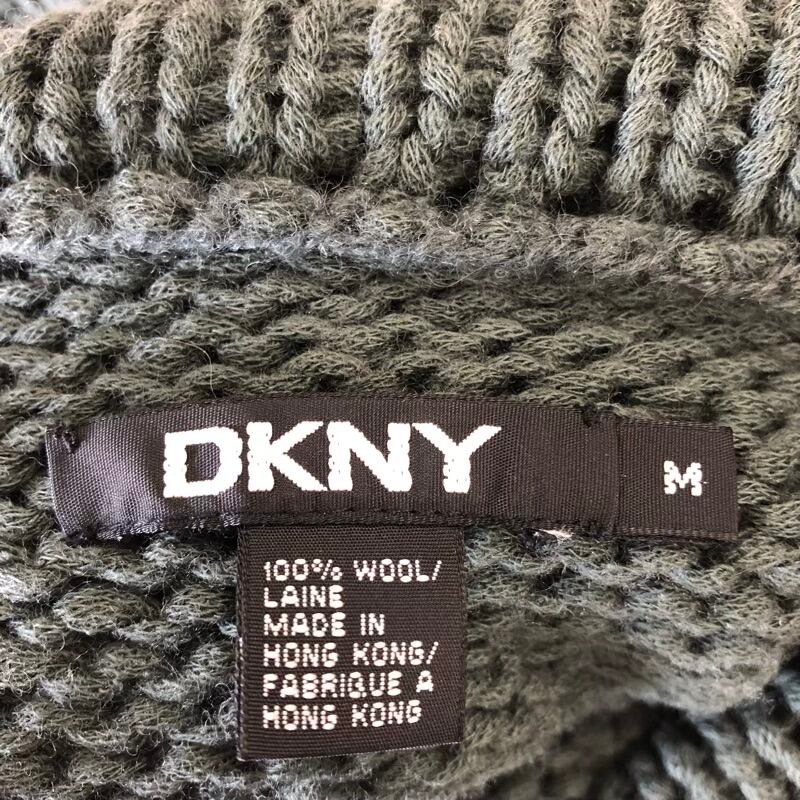 DKNY
M
100% WOOL/
LAINE
MADE IN
HONG KONG/
FABRIQUE A
HONG KONG